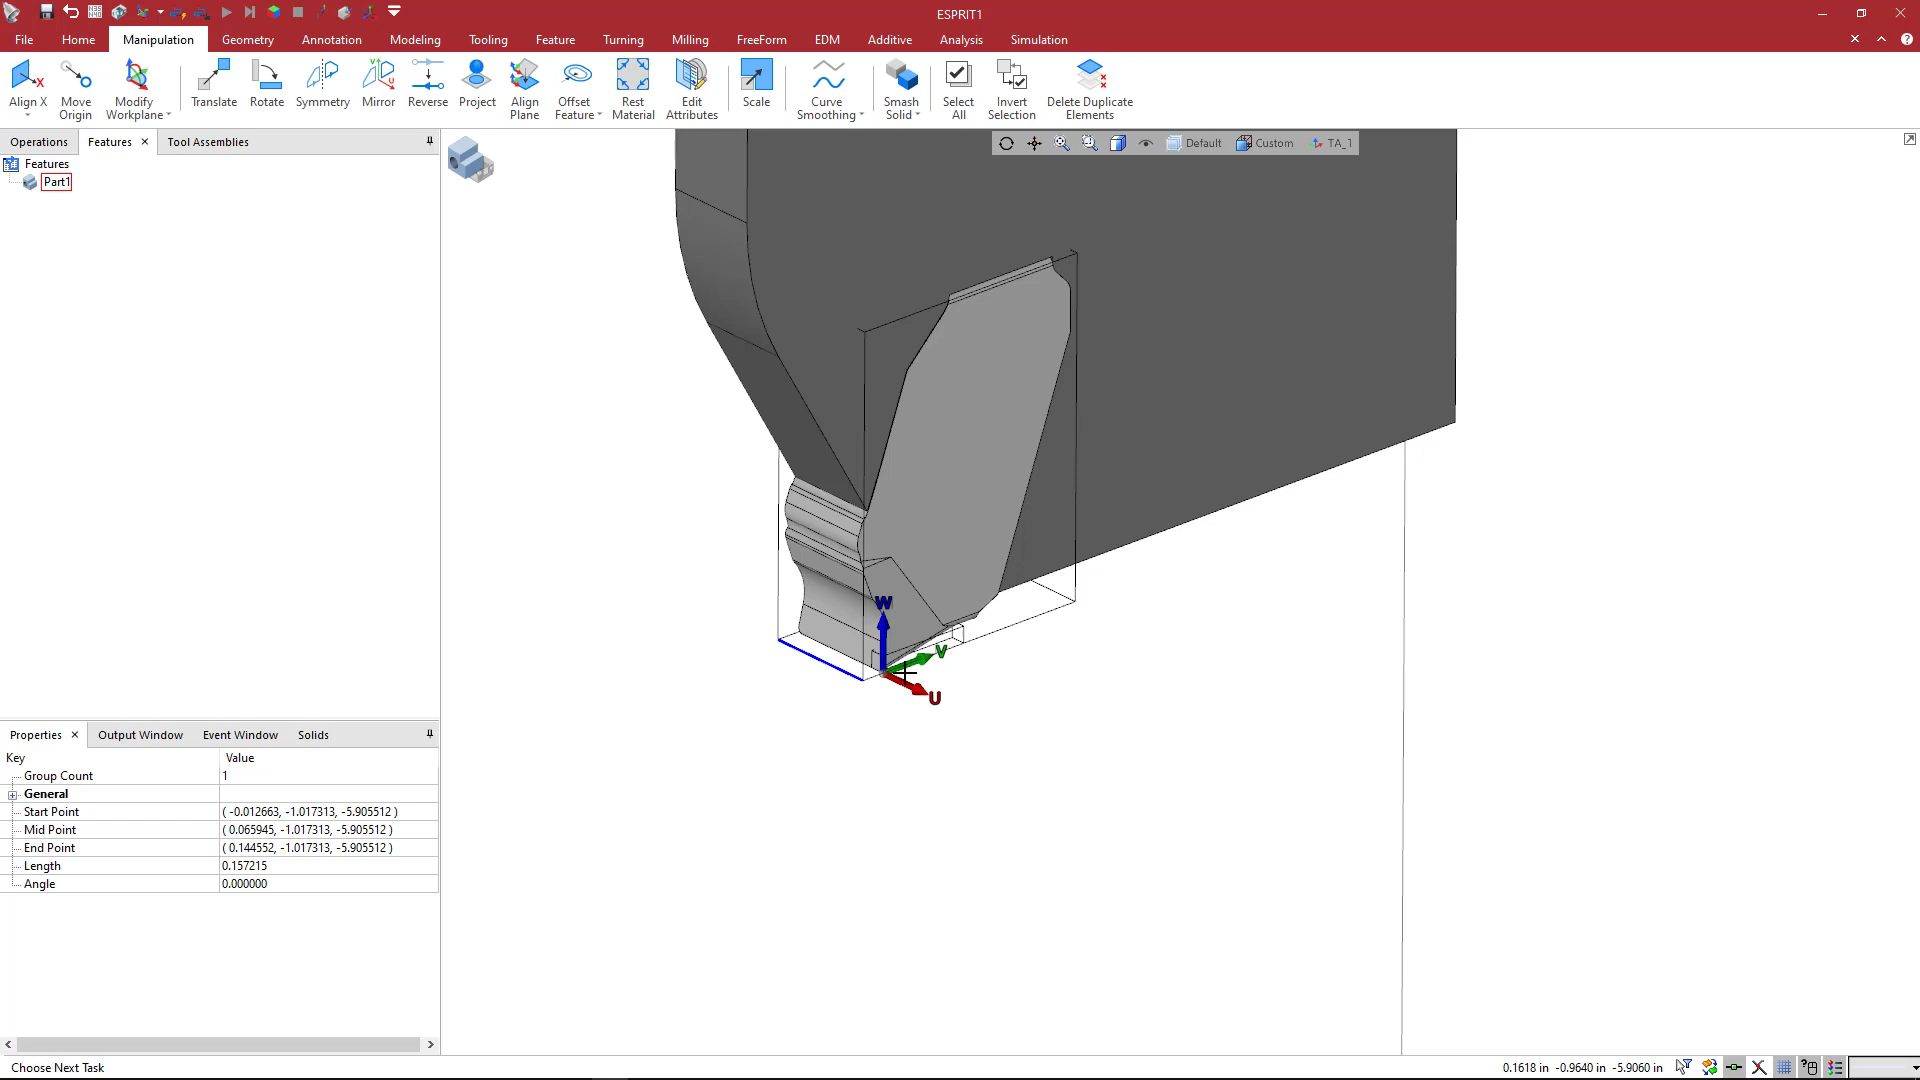 ESPRIT1
File Home Manipulation Geometry Annotation Modeling Tooling Feature Turning Milling FreeForm EDM Additive Analysis Simulation
Align X
Move Origin
Modify Workplane
Translate
Rotate
Symmetry
Mirror
Reverse
Project
Align Plane
Offset Feature
Rest Material
Edit Attributes
Scale
Curve Smoothing
Smash Solid
Select All
Invert Selection
Delete Duplicate Elements
Operations Features Tool Assemblies
Default Custom TA_1
Features
Part1
W
V
U
Properties Output Window Event Window Solids
Key Value
Group Count 1
General
Start Point ( -0.012663, -1.017313, -5.905512 )
Mid Point ( 0.065945, -1.017313, -5.905512 )
End Point ( 0.144552, -1.017313, -5.905512 )
Length 0.157215
Angle 0.000000
Choose Next Task
0.1618 in -0.9640 in -5.9060 in